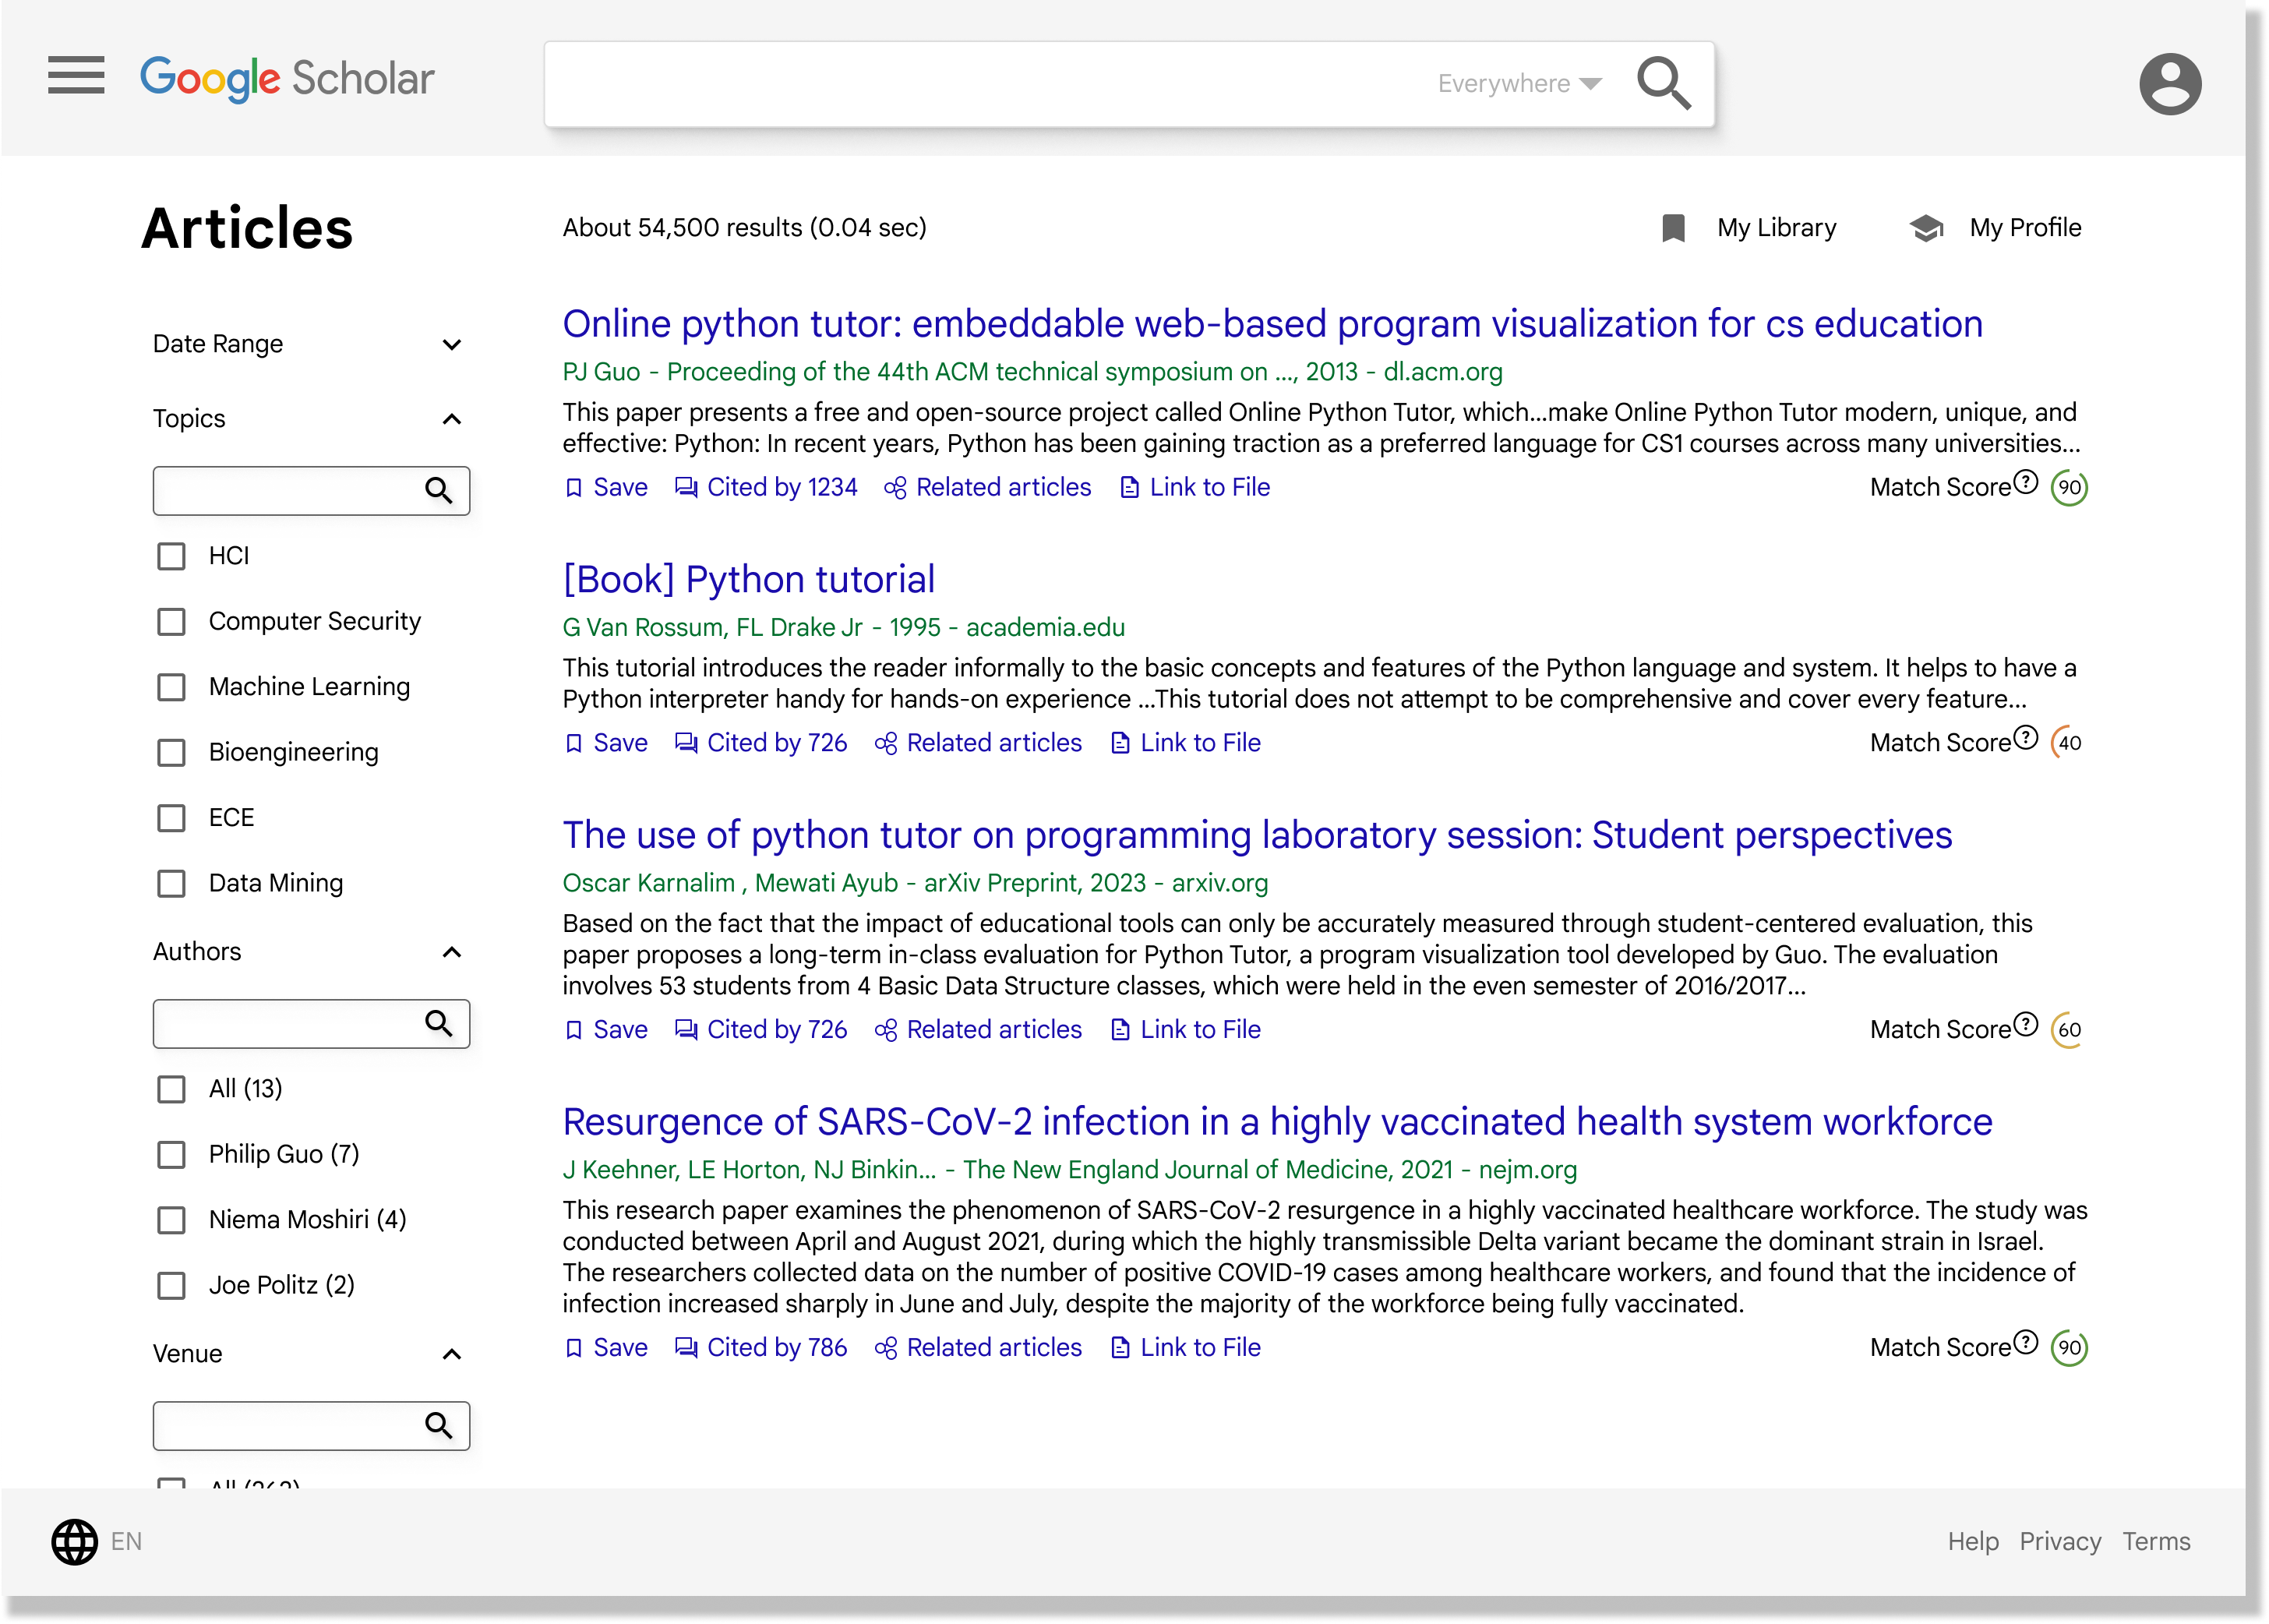 Google Scholar
Everywhere
Articles
About 54,500 results (0.04 sec)
My Library
My Profile
Date Range
Topics
HCI
Computer Security
Machine Learning
Bioengineering
ECE
Data Mining
Authors
All (13)
Philip Guo (7)
Niema Moshiri (4)
Joe Politz (2)
Venue
Online python tutor: embeddable web-based program visualization for cs education
PJ Guo - Proceeding of the 44th ACM technical symposium on ..., 2013 - dl.acm.org
This paper presents a free and open-source project called Online Python Tutor, which...make Online Python Tutor modern, unique, and
effective: Python: In recent years, Python has been gaining traction as a preferred language for CS1 courses across many universities...
Save Cited by 1234 Related articles Link to File Match Score ? 90
[Book] Python tutorial
G Van Rossum, FL Drake Jr - 1995 - academia.edu
This tutorial introduces the reader informally to the basic concepts and features of the Python language and system. It helps to have a
Python interpreter handy for hands-on experience ...This tutorial does not attempt to be comprehensive and cover every feature...
Save Cited by 726 Related articles Link to File Match Score ? 40
The use of python tutor on programming laboratory session: Student perspectives
Oscar Karnalim , Mewati Ayub - arXiv Preprint, 2023 - arxiv.org
Based on the fact that the impact of educational tools can only be accurately measured through student-centered evaluation, this
paper proposes a long-term in-class evaluation for Python Tutor, a program visualization tool developed by Guo. The evaluation
involves 53 students from 4 Basic Data Structure classes, which were held in the even semester of 2016/2017...
Save Cited by 726 Related articles Link to File Match Score ? 60
Resurgence of SARS-CoV-2 infection in a highly vaccinated health system workforce
J Keehner, LE Horton, NJ Binkin... - The New England Journal of Medicine, 2021 - nejm.org
This research paper examines the phenomenon of SARS-CoV-2 resurgence in a highly vaccinated healthcare workforce. The study was
conducted between April and August 2021, during which the highly transmissible Delta variant became the dominant strain in Israel.
The researchers collected data on the number of positive COVID-19 cases among healthcare workers, and found that the incidence of
infection increased sharply in June and July, despite the majority of the workforce being fully vaccinated.
Save Cited by 786 Related articles Link to File Match Score ? 90
EN
Help Privacy Terms